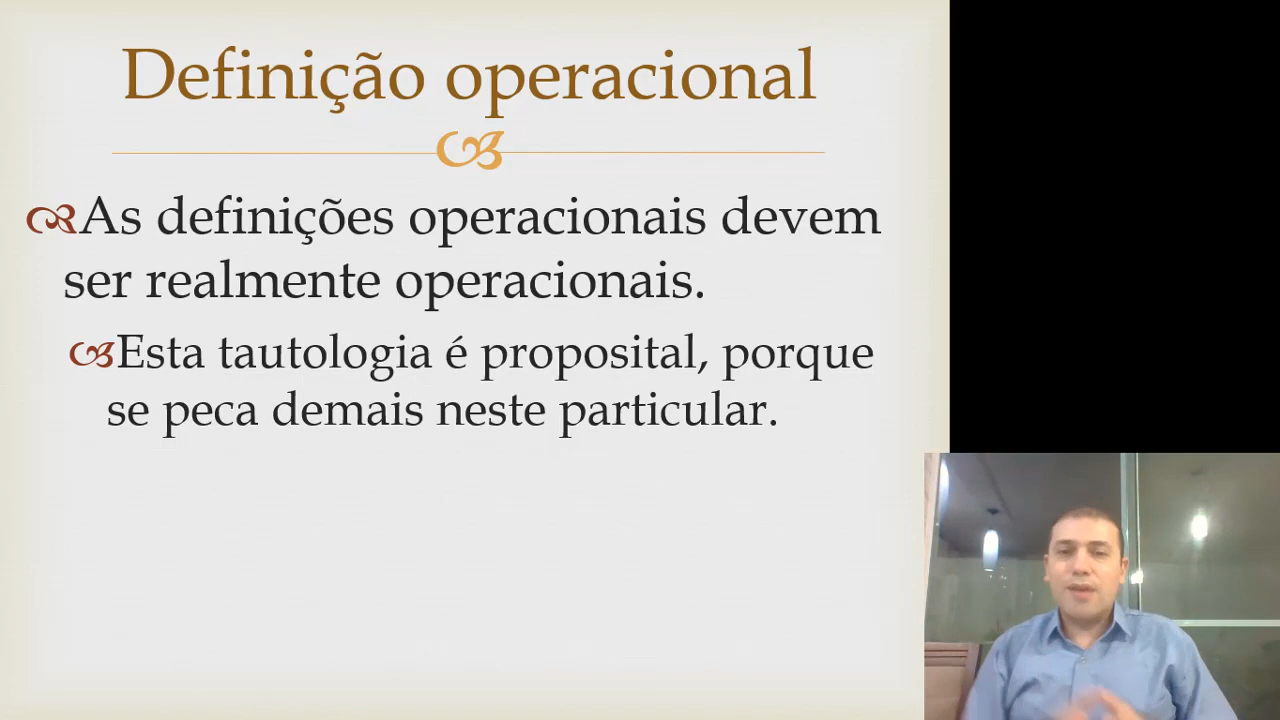 Definição operacional
As definições operacionais devem
ser realmente operacionais.
Esta tautologia é proposital, porque
se peca demais neste particular.